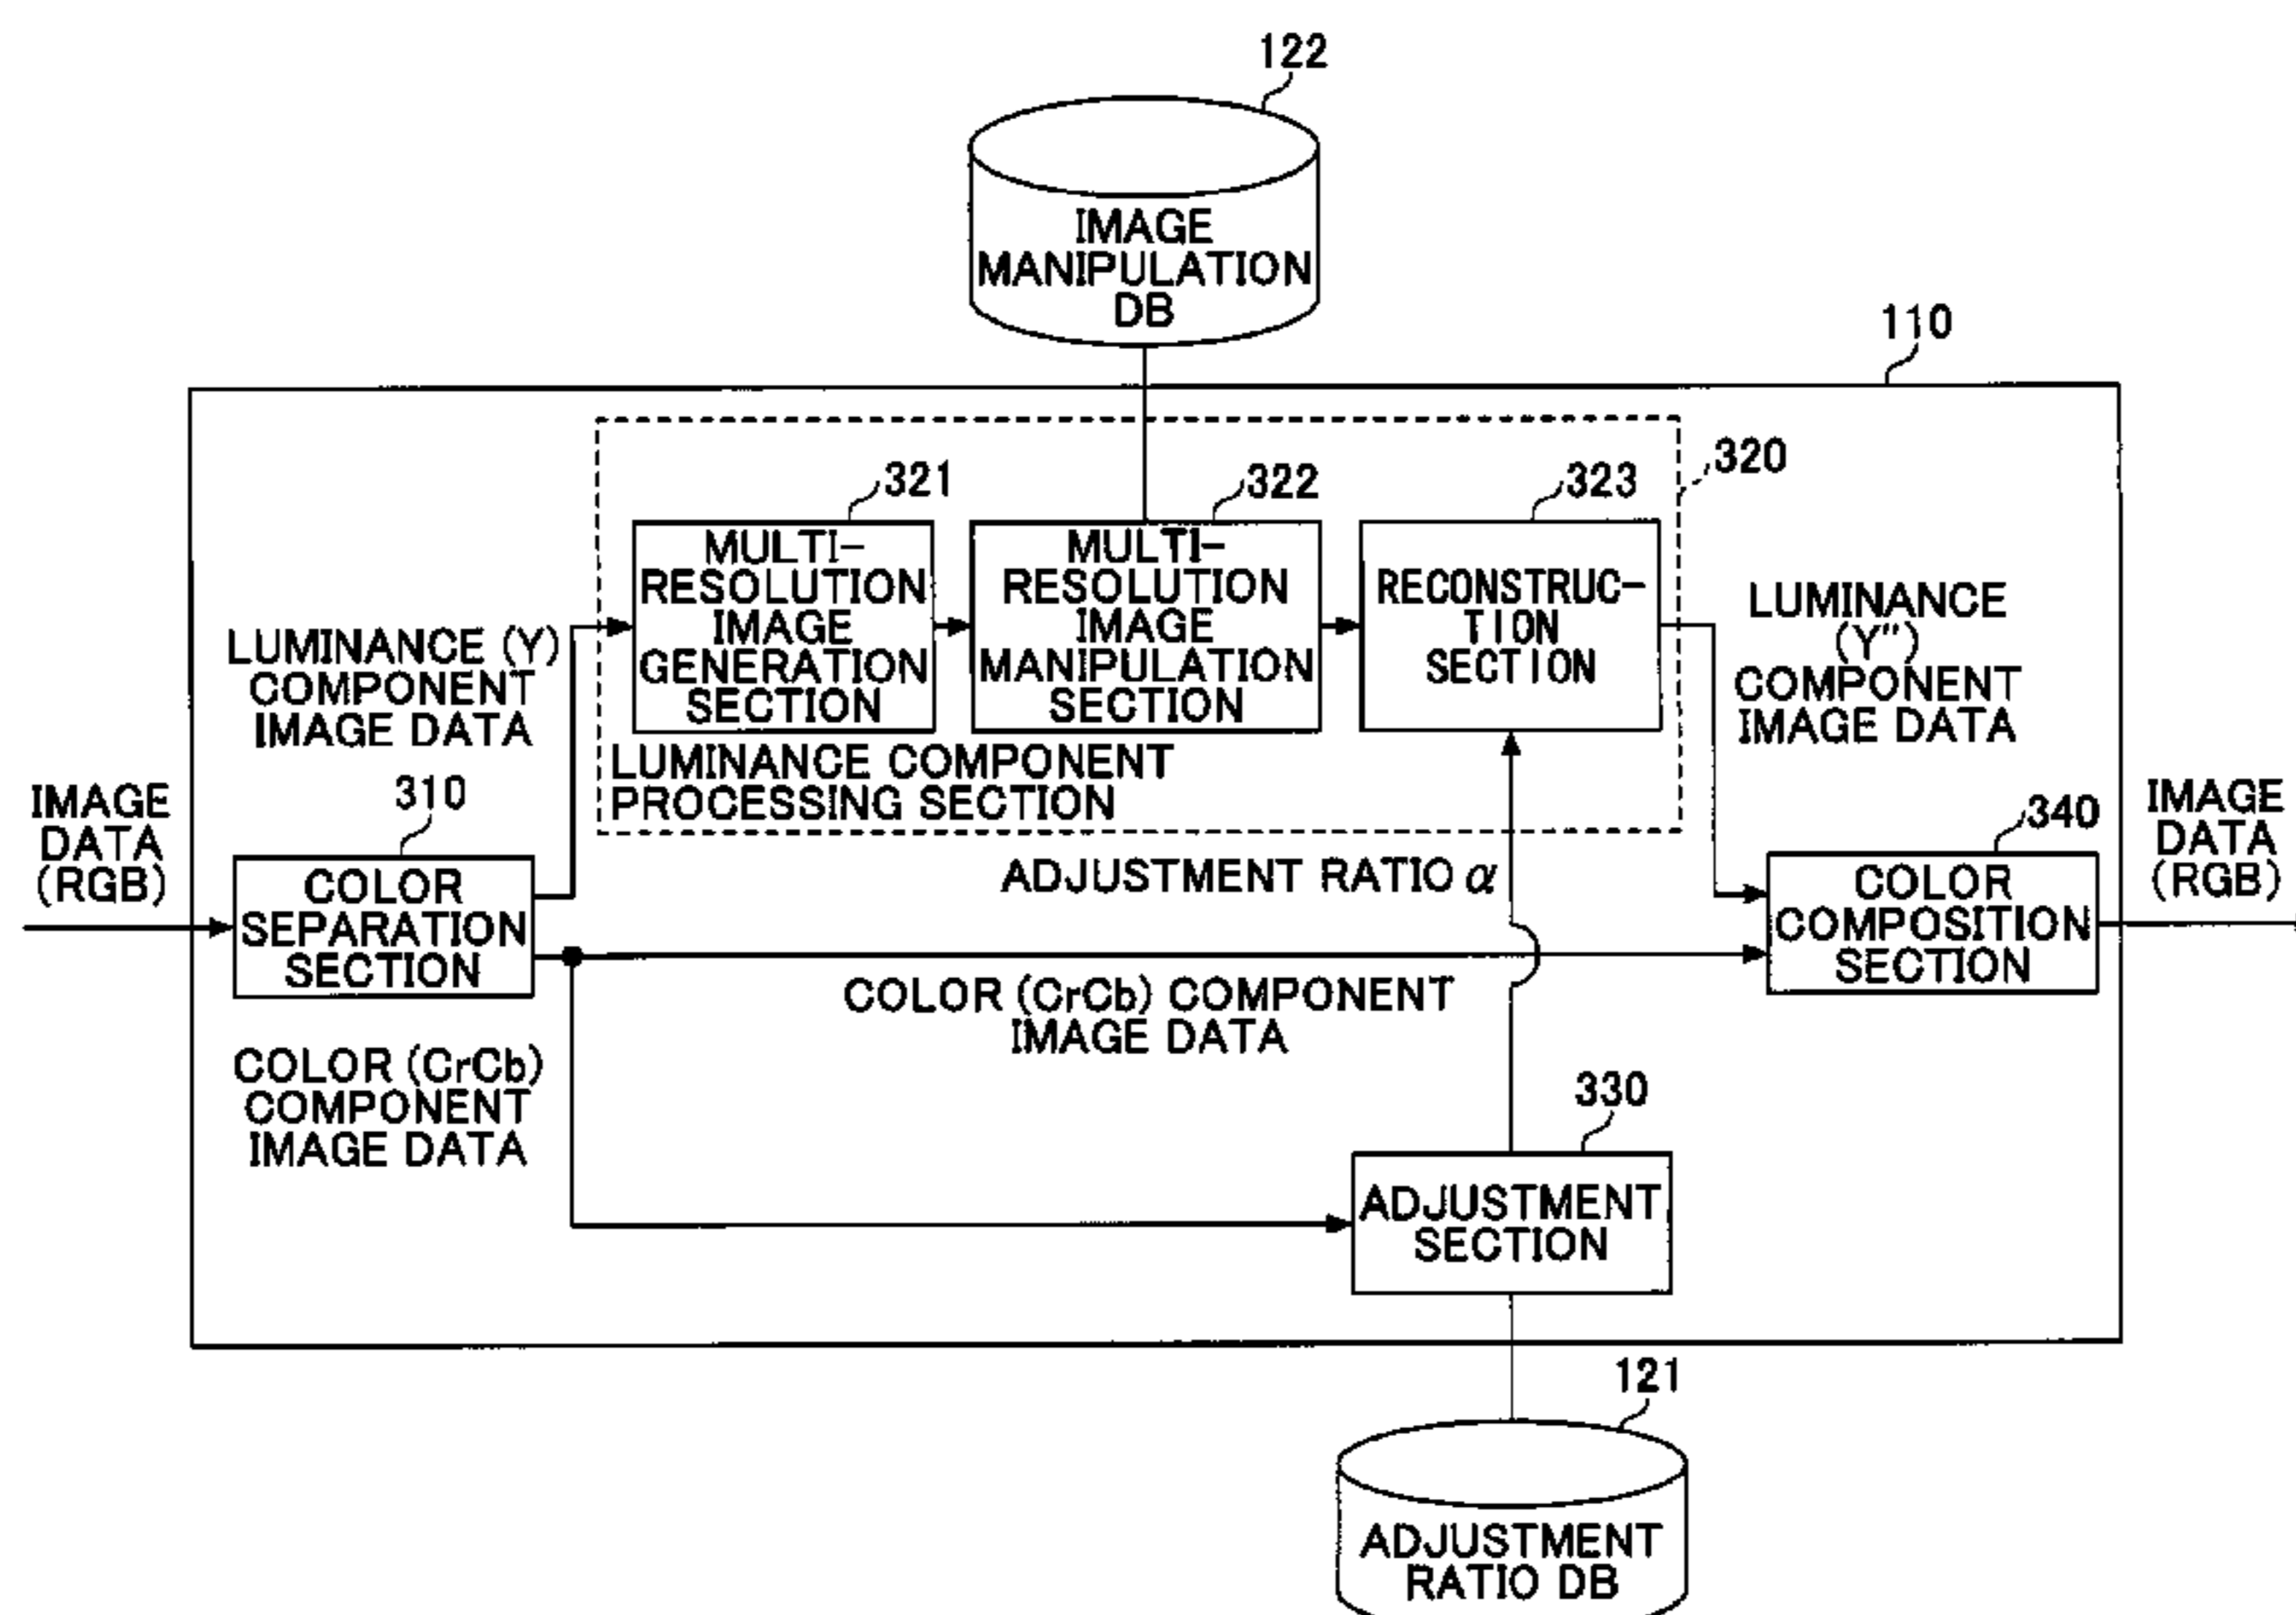 122
IMAGE
MANIPULATION
DB
110
320
321
322
323
MULTI-
RESOLUTION
IMAGE
GENERATION
SECTION
MULTI-
RESOLUTION
IMAGE
MANIPULATION
SECTION
RECONSTRUC-
TION
SECTION
LUMINANCE (Y)
COMPONENT
IMAGE DATA
LUMINANCE
(Y")
COMPONENT
IMAGE DATA
LUMINANCE COMPONENT
PROCESSING SECTION
IMAGE
DATA
(RGB)
310
COLOR
SEPARATION
SECTION
ADJUSTMENT RATIO α
340
COLOR
COMPOSITION
SECTION
IMAGE
DATA
(RGB)
COLOR (CrCb) COMPONENT
IMAGE DATA
COLOR (CrCb)
COMPONENT
IMAGE DATA
330
ADJUSTMENT
SECTION
121
ADJUSTMENT
RATIO DB